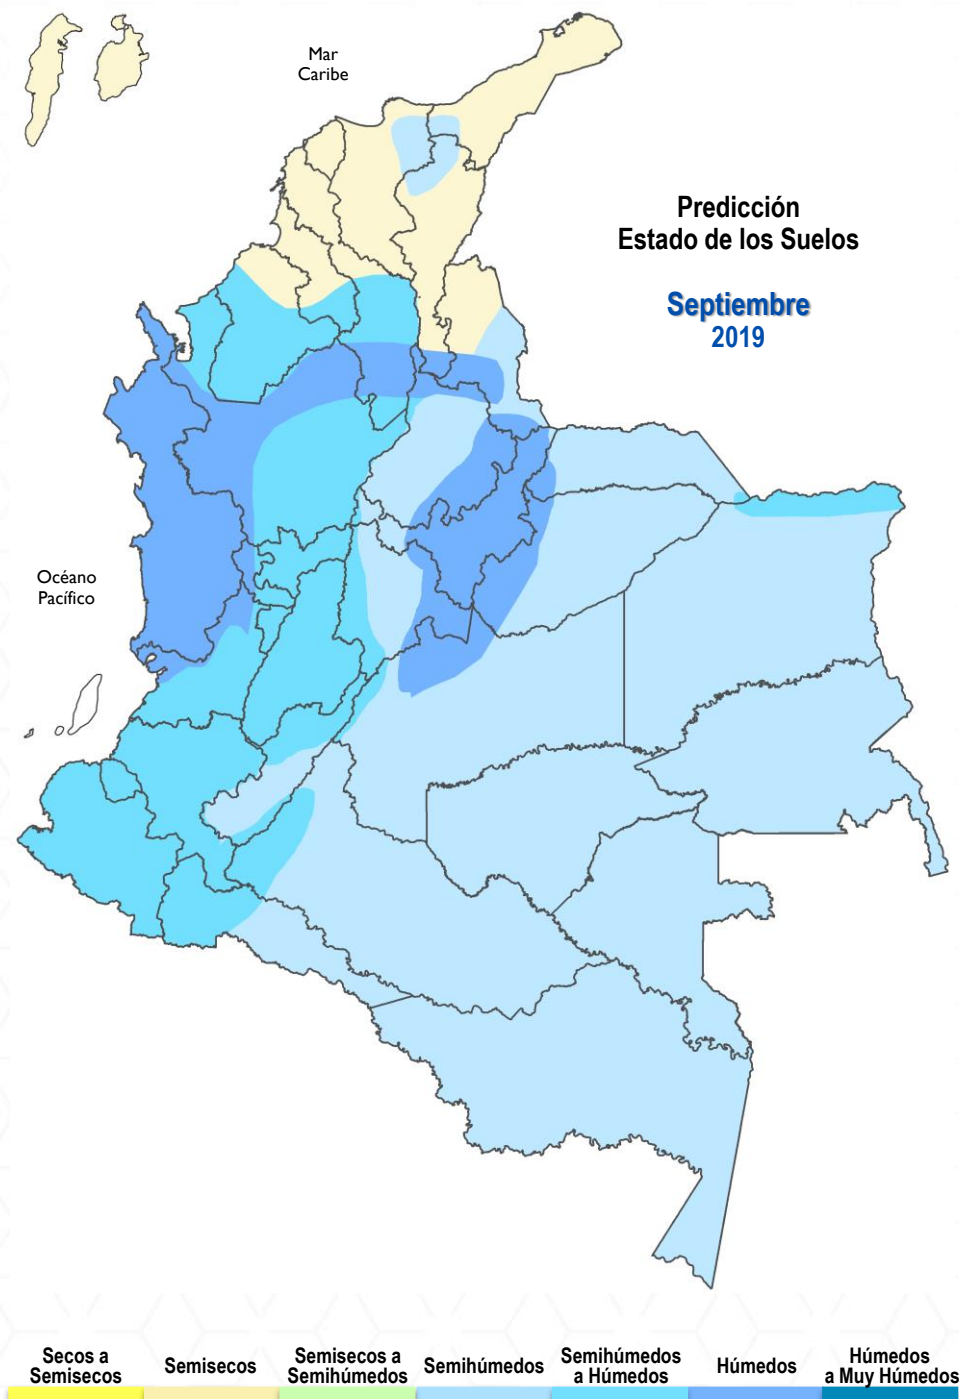 Mar
Caribe
Predicción
Estado de los Suelos
Septiembre
2019
Océano
Pacífico
Secos a
Semisecos
Semisecos
Semisecos a
Semihúmedos
Semihúmedos
Semihúmedos
a Húmedos
Húmedos
Húmedos
a Muy Húmedos